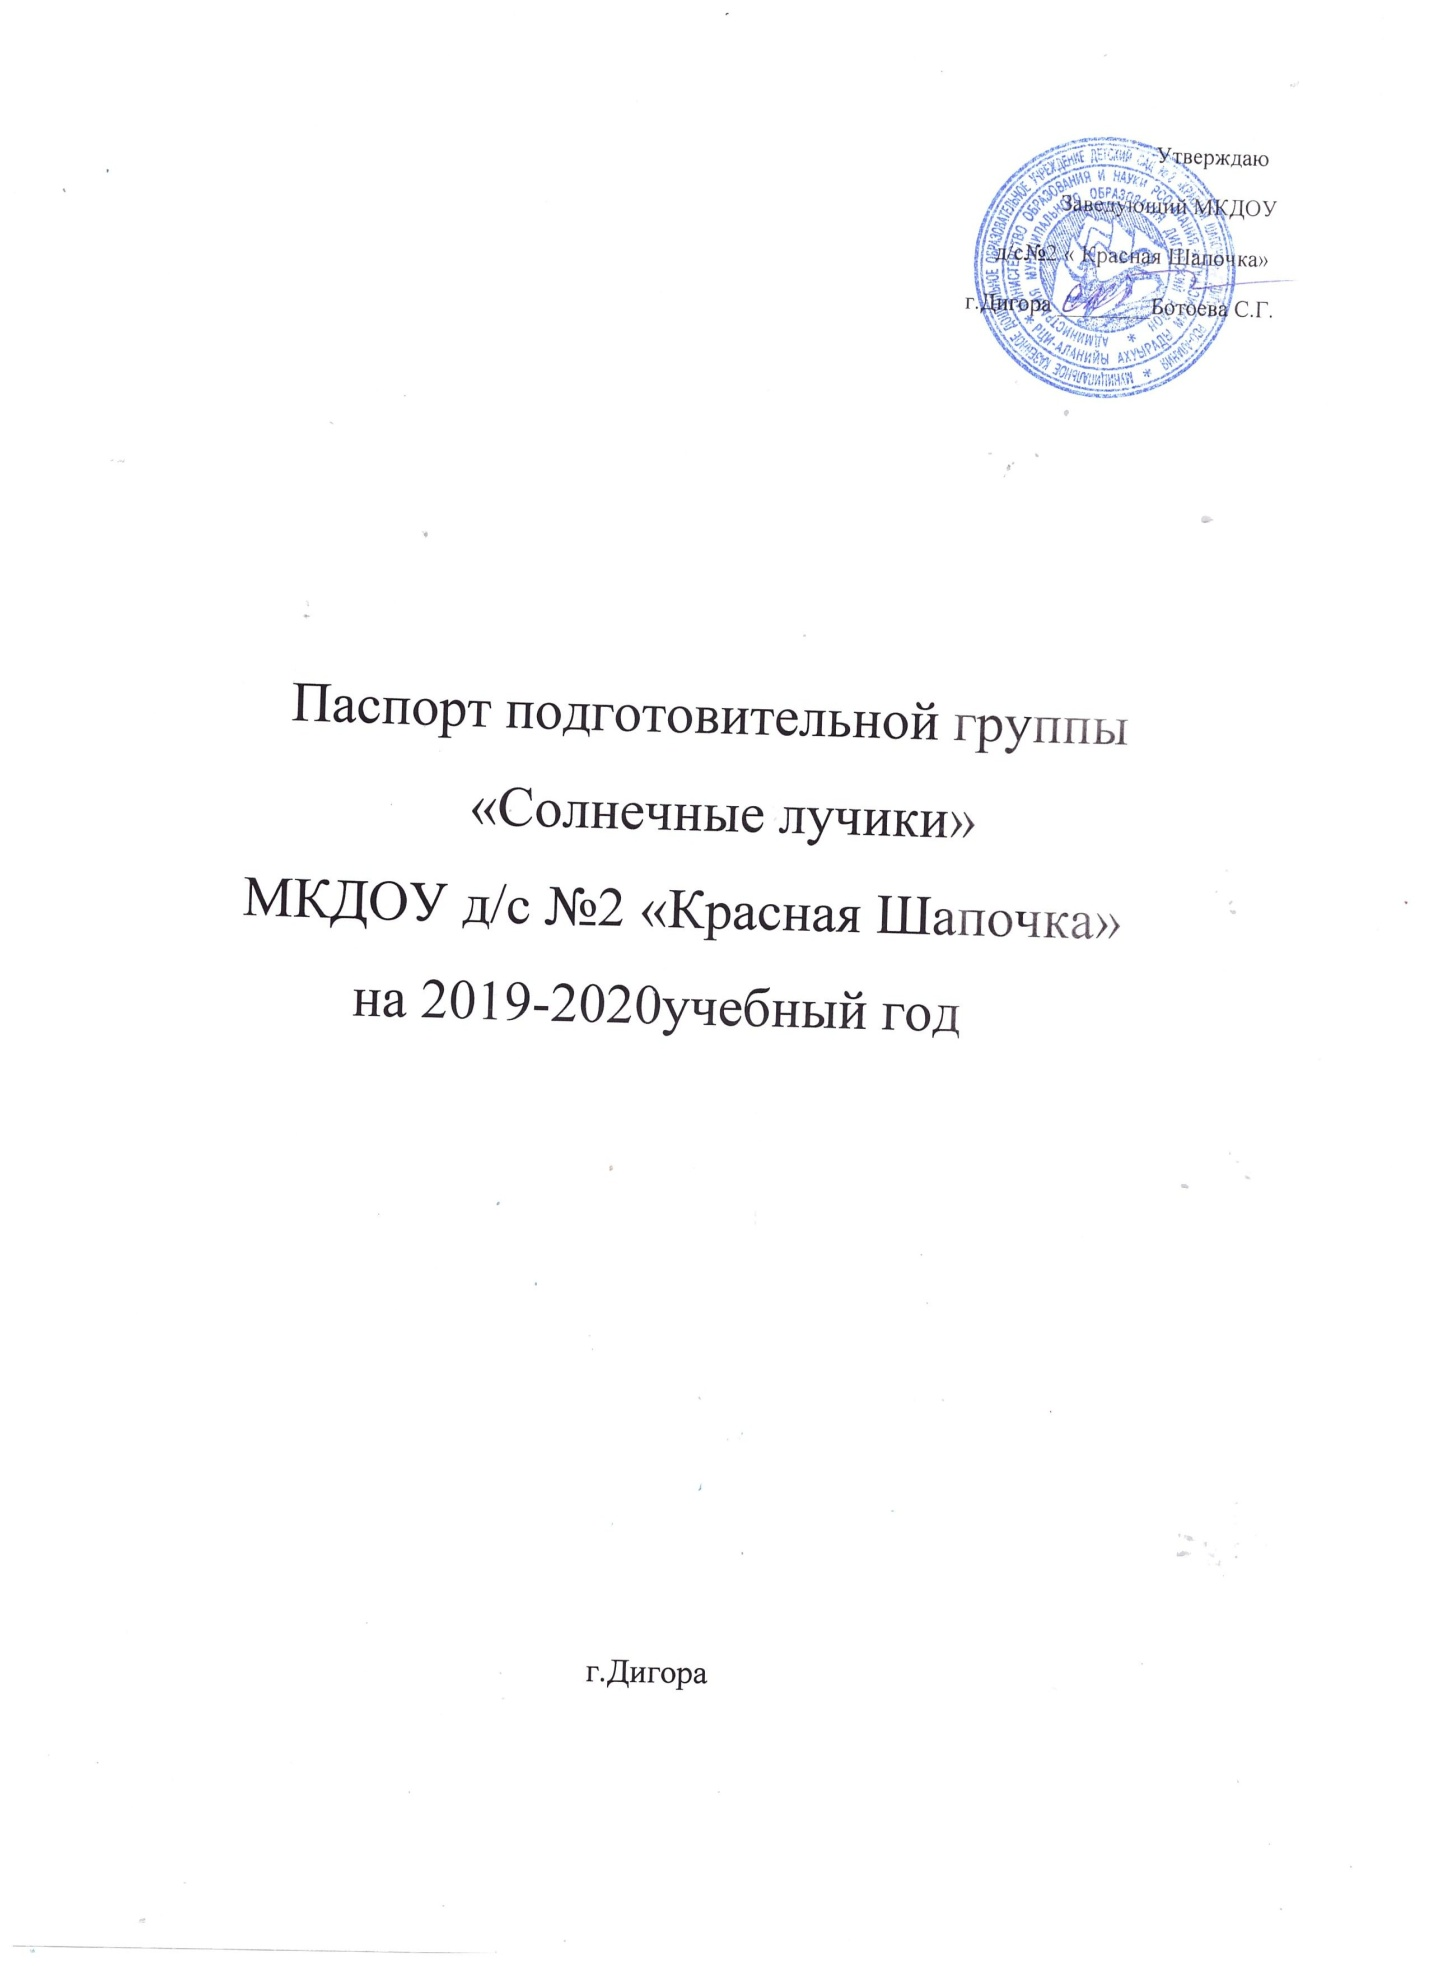 Утверждаю
Заведующий МКДОУ
д/с№2 « Красная Шапочка»
г.Дигора ________Ботоева С.Г.
Паспорт подготовительной группы
«Солнечные лучики»
МКДОУ д/с №2 «Красная Шапочка»
на 2019-2020учебный год
г.Дигора